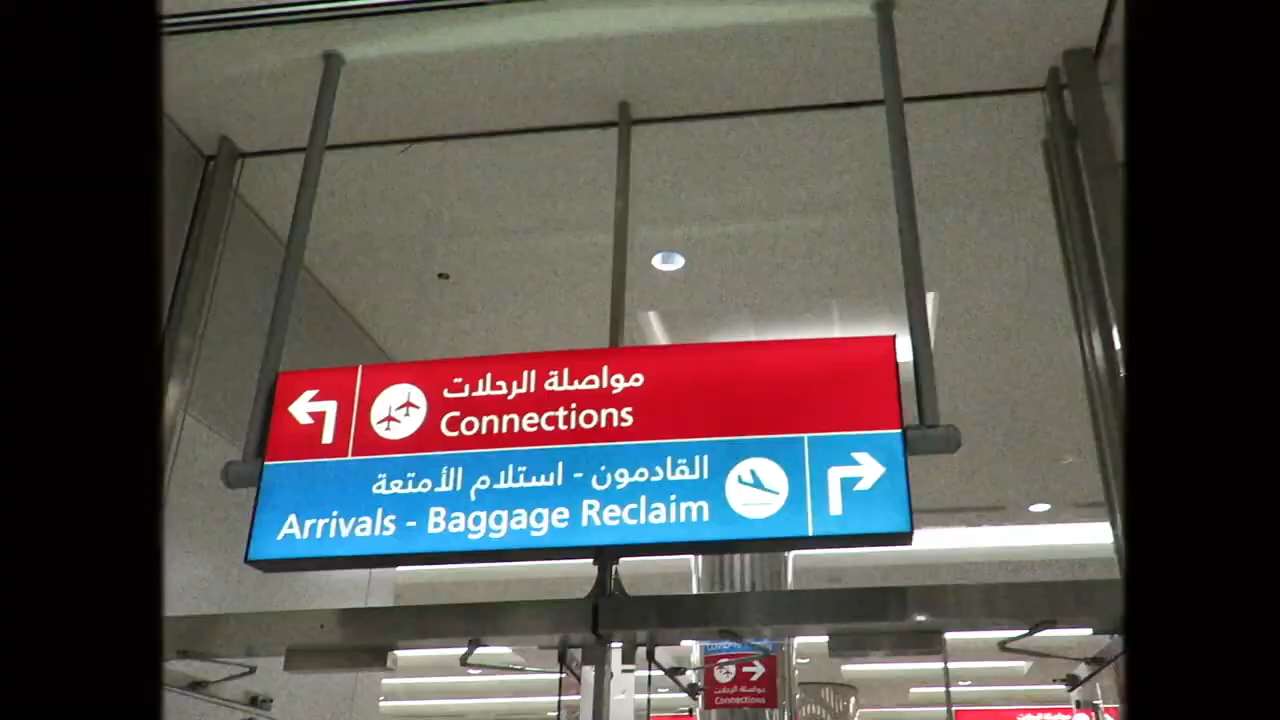 مواصلة الرحلات
Connections
القادمون - استلام الأمتعة
Arrivals - Baggage Reclaim
مواصلة الرحلات
Connections